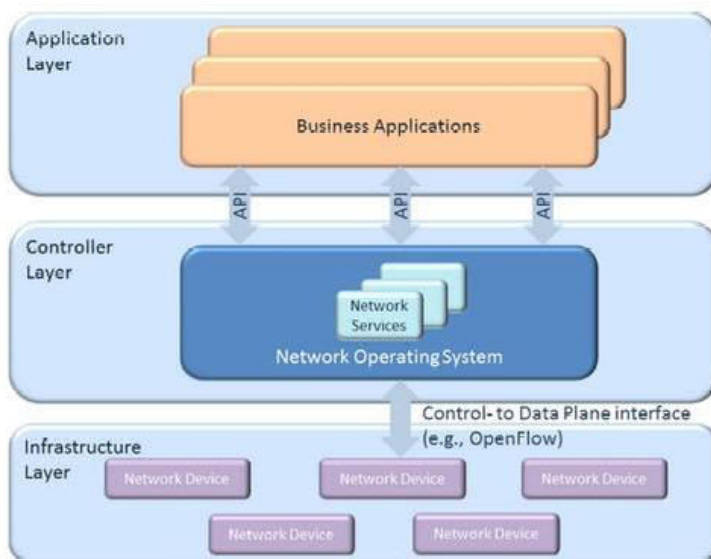 Application
Layer
Business Applications
API
API
API
Controller
Layer
Network
Services
Network Operating System
Control- to Data Plane interface
(e.g., OpenFlow)
Infrastructure
Layer
Network Device
Network Device
Network Device
Network Device
Network Device